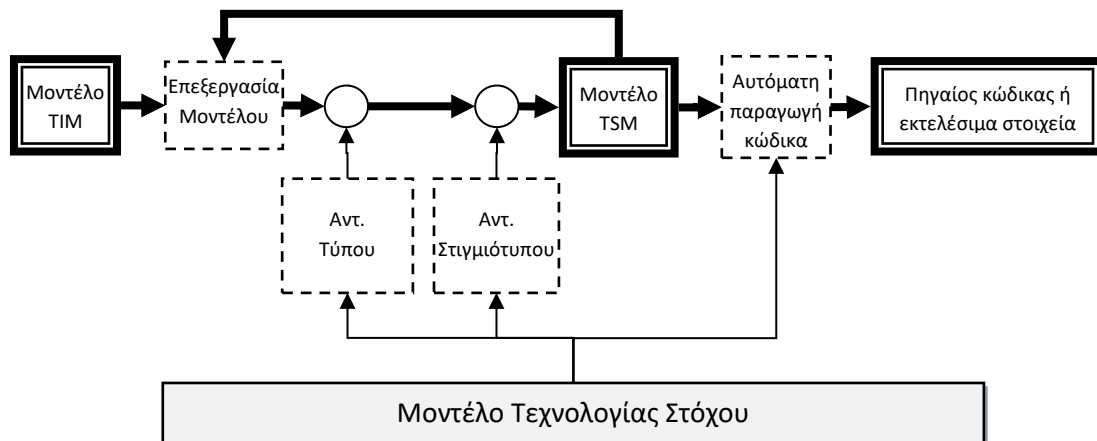 Μοντέλο
TIM
Επεξεργασία
Μοντέλου
Μοντέλο
TSM
Αυτόματη
παραγωγή
κώδικα
Πηγαίος κώδικας ή
εκτελέσιμα στοιχεία
Αντ.
Τύπου
Αντ.
Στιγμιότυπου
Μοντέλο Τεχνολογίας Στόχου